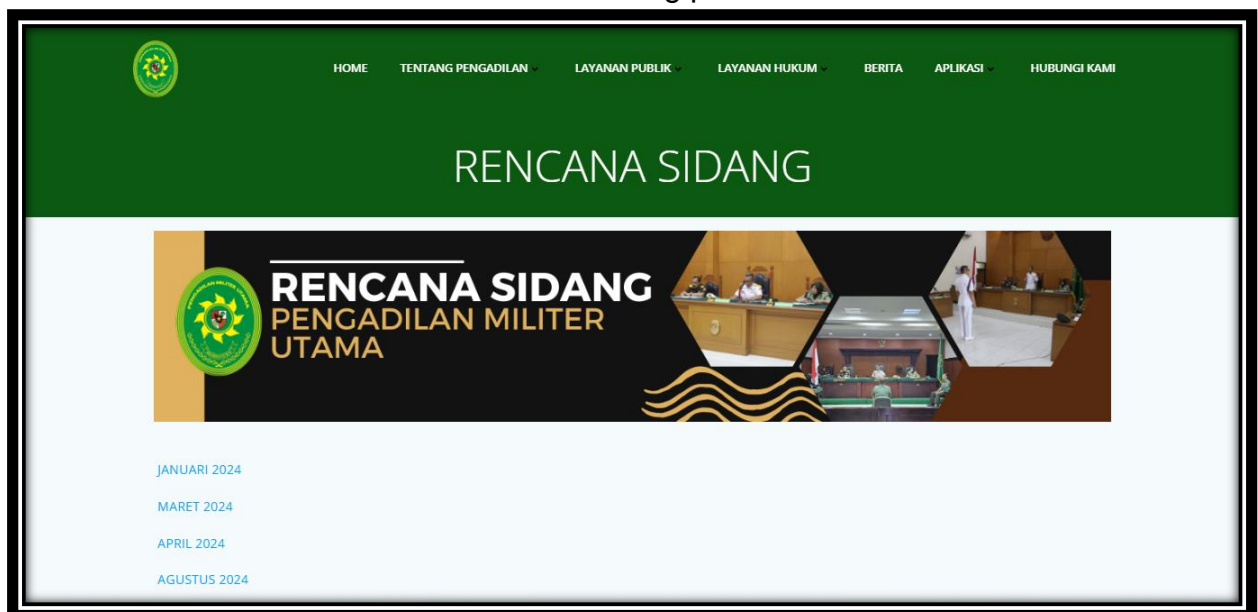 HOME TENTANG PENGADILAN LAYANAN PUBLIK LAYANAN HUKUM BERITA APLIKASI HUBUNGI KAMI
RENCANA SIDANG
RENCANA SIDANG
PENGADILAN MILITER
UTAMA
JANUARI 2024
MARET 2024
APRIL 2024
AGUSTUS 2024